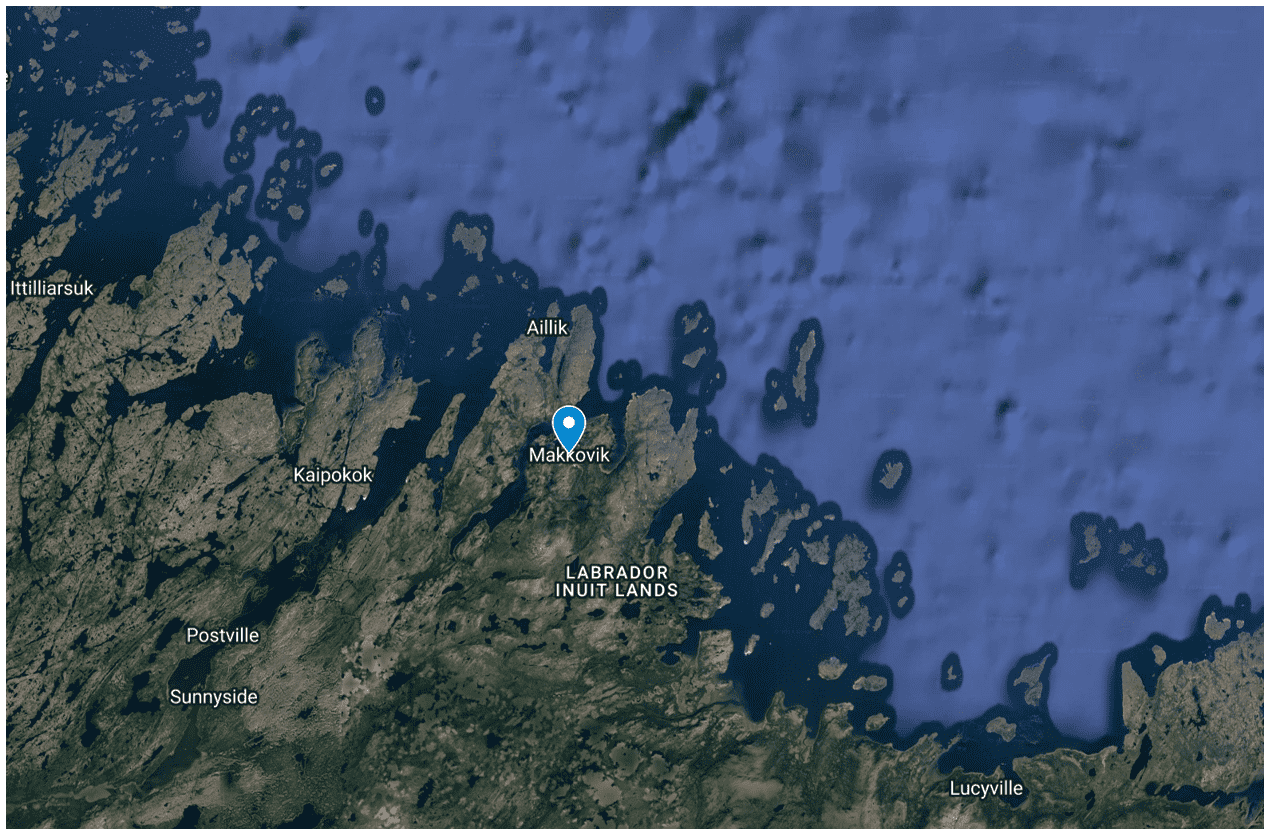 Ittilliarsuk
Aillik
Makkovik
Kaipokok
LABRADOR
INUIT LANDS
Postville
Sunnyside
Lucyville